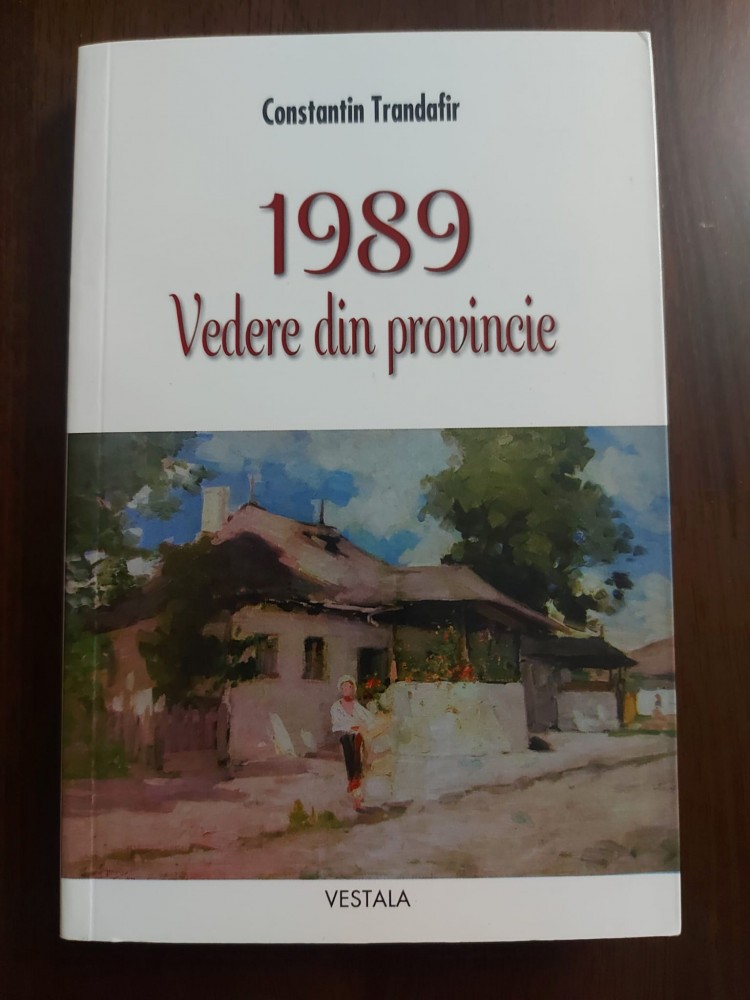 Constantin Trandafir
1989
Vedere din provincie
VESTALA